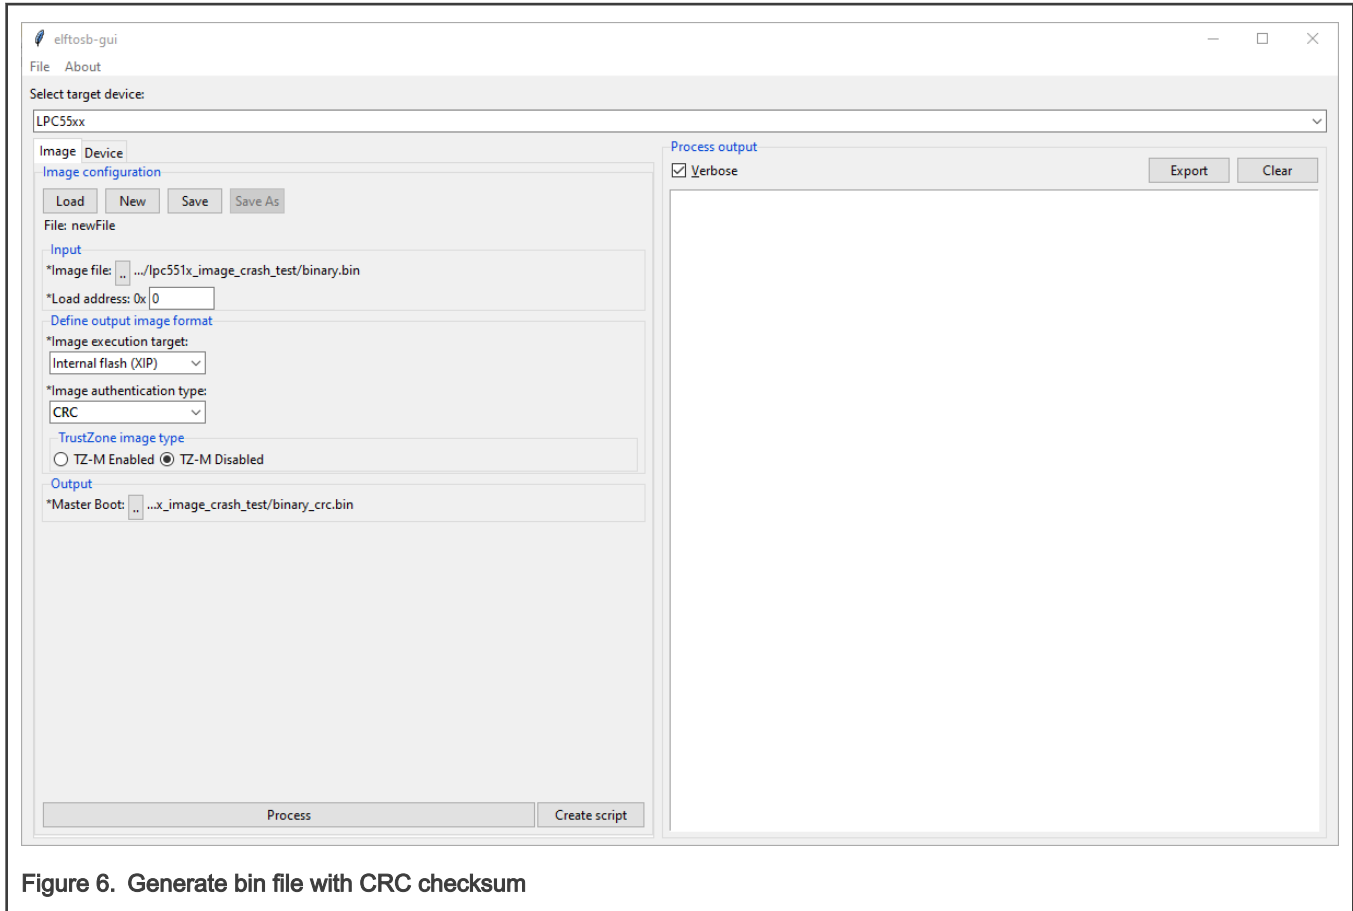 elftosb-gui
File About
Select target device:
LPC55xx
Image Device
Image configuration
Load New Save Save As
File: newFile
Input
*Image file: .. .../lpc551x_image_crash_test/binary.bin
*Load address: 0x 0
Define output image format
*Image execution target:
Internal flash (XIP)
*Image authentication type:
CRC
TrustZone image type
TZ-M Enabled TZ-M Disabled
Output
*Master Boot: .. ...x_image_crash_test/binary_crc.bin
Process Create script
Process output
Verbose Export Clear
Figure 6. Generate bin file with CRC checksum